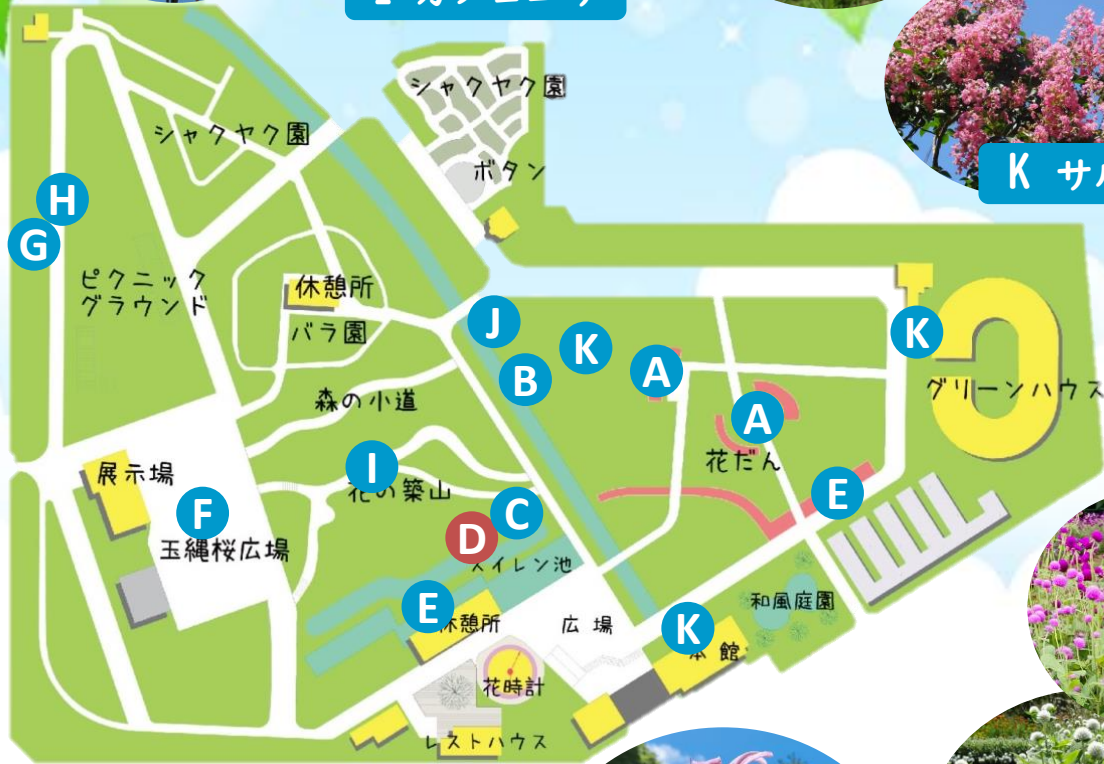 シャクヤク園
シャクヤク園
ボタン
K サル
H
G
ピクニック
グラウンド
休憩所
バラ園
J
K
B
A
K
グリーンハウス
森の小道
A
花だん
展示場
I
花の築山
E
F
C
玉縄桜広場
D
スイレン池
E
休憩所
広場
K
本館
和風庭園
花時計
レストハウス